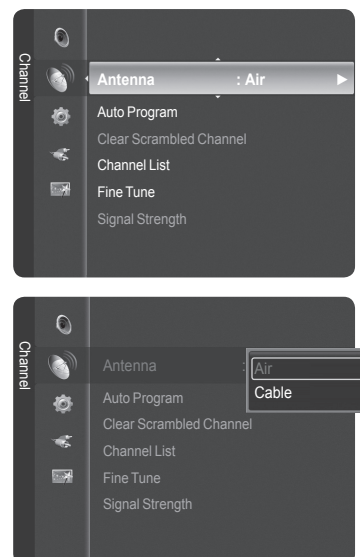 Channel
Antenna : Air
Auto Program
Clear Scrambled Channel
Channel List
Fine Tune
Signal Strength
Channel
Antenna :
Air
Cable
Auto Program
Clear Scrambled Channel
Channel List
Fine Tune
Signal Strength